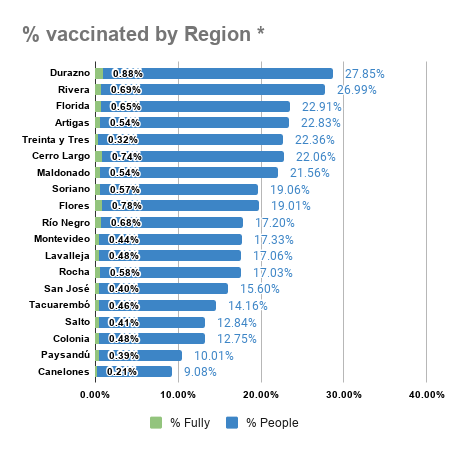 % vaccinated by Region *
Durazno 0.88% 27.85%
Rivera 0.69% 26.99%
Florida 0.65% 22.91%
Artigas 0.54% 22.83%
Treinta y Tres 0.32% 22.36%
Cerro Largo 0.74% 22.06%
Maldonado 0.54% 21.56%
Soriano 0.57% 19.06%
Flores 0.78% 19.01%
Río Negro 0.68% 17.20%
Montevideo 0.44% 17.33%
Lavalleja 0.48% 17.06%
Rocha 0.58% 17.03%
San José 0.40% 15.60%
Tacuarembó 0.46% 14.16%
Salto 0.41% 12.84%
Colonia 0.48% 12.75%
Paysandú 0.39% 10.01%
Canelones 0.21% 9.08%
0.00% 10.00% 20.00% 30.00% 40.00%
% Fully % People